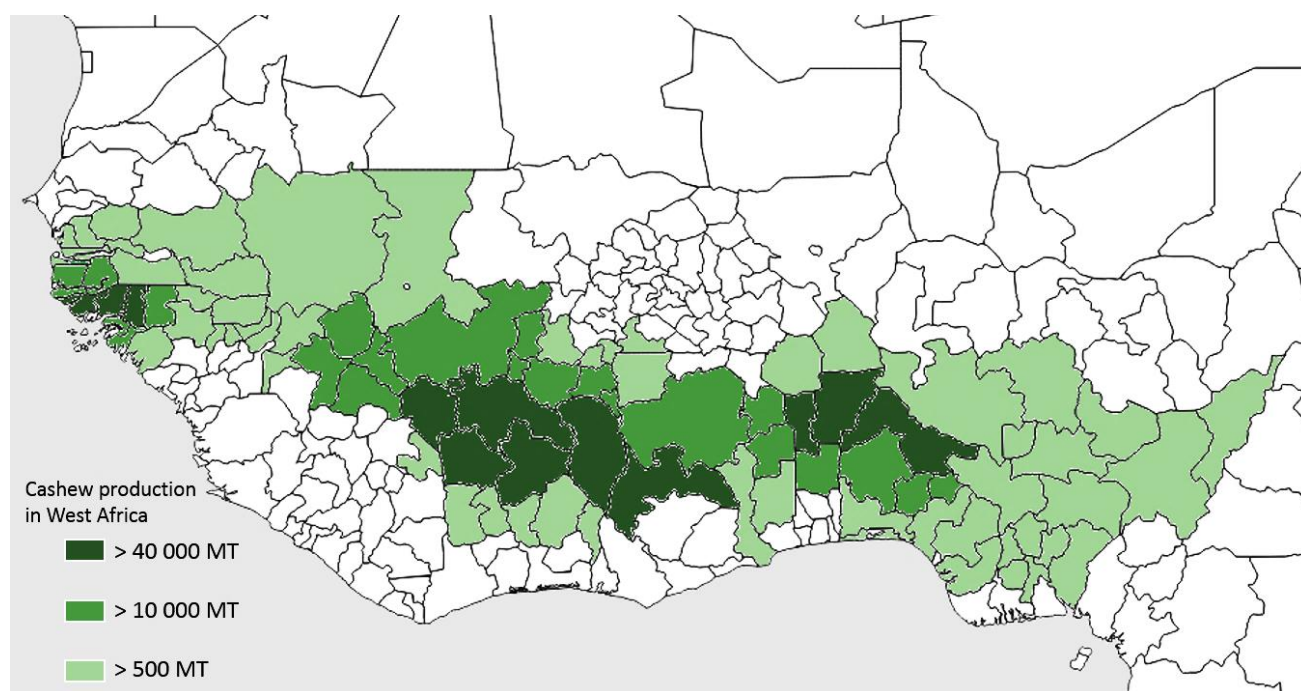 Cashew production
in West Africa
> 40 000 MT
> 10 000 MT
> 500 MT